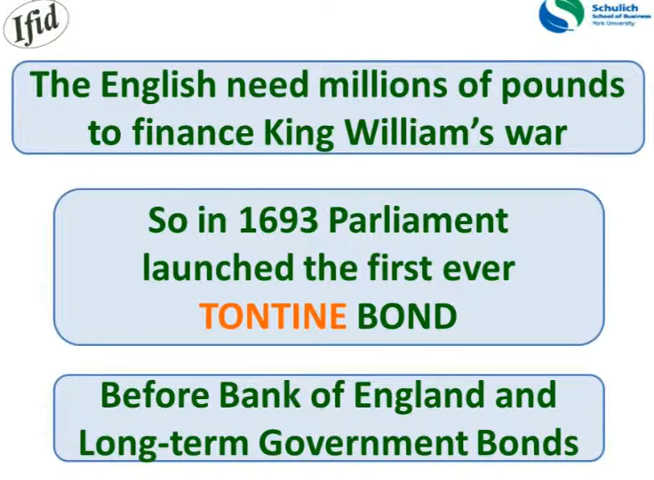 Ifid
Schulich
School of Business
York University
The English need millions of pounds
to finance King William's war
So in 1693 Parliament
launched the first ever
TONTINE BOND
Before Bank of England and
Long-term Government Bonds